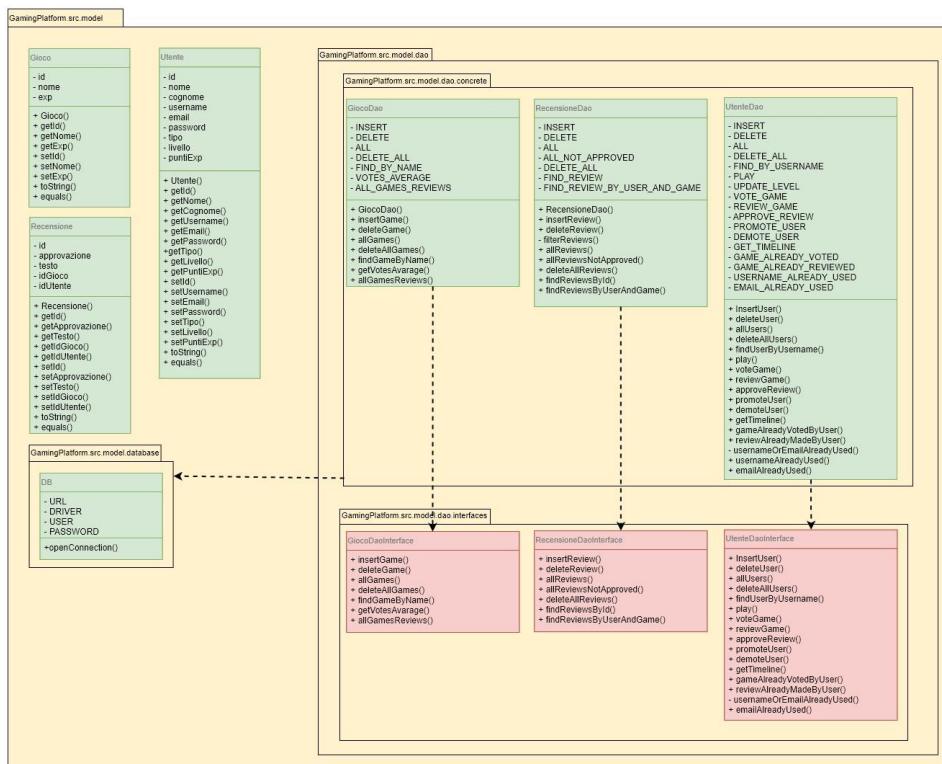 GamingPlatform.src.model
Gioco
- id
- nome
- exp
+ Gioco()
+ getId()
+ getNome()
+ getExp()
+ setId()
+ setNome()
+ setExp()
+ toString()
+ equals()
Utente
- id
- nome
- cognome
- username
- email
- password
- tipo
- livello
- puntiExp
+ Utente()
+ getId()
+ getNome()
+ getCognome()
+ getUsername()
+ getEmail()
+ getPassword()
+getTipo()
+ getLivello()
+ getPuntiExp()
+ setId()
+ setUsername()
+ setEmail()
+ setPassword()
+ setTipo()
+ setLivello()
+ setPuntiExp()
+ toString()
+ equals()
Recensione
- id
- approvazione
- testo
- idGioco
- idUtente
+ Recensione()
+ getId()
+ getApprovazione()
+ getTesto()
+ getIdGioco()
+ getIdUtente()
+ setId()
+ setApprovazione()
+ setTesto()
+ setIdGioco()
+ setIdUtente()
+ toString()
+ equals()
GamingPlatform.src.model.database
DB
- URL
- DRIVER
- USER
- PASSWORD
+openConnection()
GamingPlatform.src.model.dao
GamingPlatform.src.model.dao.concrete
GiocoDao
- INSERT
- DELETE
- ALL
- DELETE_ALL
- FIND_BY_NAME
- VOTES_AVERAGE
- ALL_GAMES_REVIEWS
+ GiocoDao()
+ insertGame()
+ deleteGame()
+ allGames()
+ deleteAllGames()
+ findGameByName()
+ getVotesAvarage()
+ allGamesReviews()
RecensioneDao
- INSERT
- DELETE
- ALL
- ALL_NOT_APPROVED
- DELETE_ALL
- FIND_REVIEW
- FIND_REVIEW_BY_USER_AND_GAME
+ RecensioneDao()
+ insertReview()
+ deleteReview()
- filterReviews()
+ allReviews()
+ allReviewsNotApproved()
+ deleteAllReviews()
+ findReviewsById()
+ findReviewsByUserAndGame()
UtenteDao
- INSERT
- DELETE
- ALL
- DELETE_ALL
- FIND_BY_USERNAME
- PLAY
- UPDATE_LEVEL
- VOTE_GAME
- REVIEW_GAME
- APPROVE_REVIEW
- PROMOTE_USER
- DEMOTE_USER
- GET_TIMELINE
- GAME_ALREADY_VOTED
- GAME_ALREADY_REVIEWED
- USERNAME_ALREADY_USED
- EMAIL_ALREADY_USED
+ InsertUser()
+ deleteUser()
+ allUsers()
+ deleteAllUsers()
+ findUserByUsername()
+ play()
+ voteGame()
+ reviewGame()
+ approveReview()
+ promoteUser()
+ demoteUser()
+ getTimeline()
+ gameAlreadyVotedByUser()
+ reviewAlreadyMadeByUser()
- usernameOrEmailAlreadyUsed()
+ usernameAlreadyUsed()
+ emailAlreadyUsed()
GamingPlatform.src.model.dao.interfaces
GiocoDaoInterface
+ insertGame()
+ deleteGame()
+ allGames()
+ deleteAllGames()
+ findGameByName()
+ getVotesAvarage()
+ allGamesReviews()
RecensioneDaoInterface
+ insertReview()
+ deleteReview()
+ allReviews()
+ allReviewsNotApproved()
+ deleteAllReviews()
+ findReviewsById()
+ findReviewsByUserAndGame()
UtenteDaoInterface
+ InsertUser()
+ deleteUser()
+ allUsers()
+ deleteAllUsers()
+ findUserByUsername()
+ play()
+ voteGame()
+ reviewGame()
+ approveReview()
+ promoteUser()
+ demoteUser()
+ getTimeline()
+ gameAlreadyVotedByUser()
+ reviewAlreadyMadeByUser()
- usernameOrEmailAlreadyUsed()
+ emailAlreadyUsed()